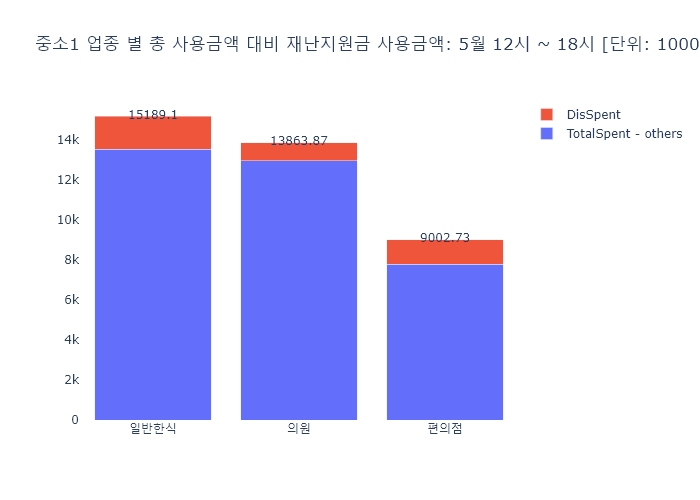 중소1 업종 별 총 사용금액 대비 재난지원금 사용금액: 5월 12시 ~ 18시 [단위: 1000
DisSpent
TotalSpent - others
15189.1
13863.87
9002.73
14k
12k
10k
8k
6k
4k
2k
0
일반한식
의원
편의점